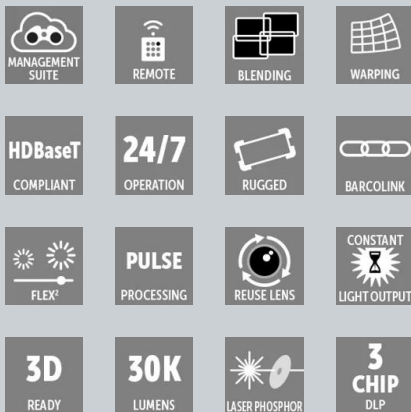 MANAGEMENT
SUITE
REMOTE
BLENDING
WARPING
HDBaseT
COMPLIANT
24/7
OPERATION
RUGGED
BARCOLINK
FLEX²
PULSE
PROCESSING
REUSE LENS
CONSTANT
LIGHT OUTPUT
3D
READY
30K
LUMENS
LASER PHOSPHOR
3
CHIP
DLP